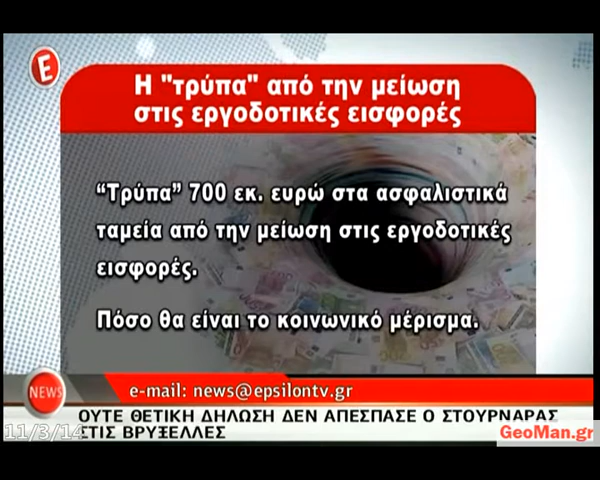 Ε
Η "τρύπα" από την μείωση
στις εργοδοτικές εισφορές
“Τρύπα” 700 εκ. ευρώ στα ασφαλιστικά
ταμεία από την μείωση στις εργοδοτικές
εισφορές.
Πόσο θα είναι το κοινωνικό μέρισμα.
NEWS
e-mail: news@epsilontv.gr
ΟΥΤΕ ΘΕΤΙΚΗ ΔΗΛΩΣΗ ΔΕΝ ΑΠΕΣΠΑΣΕ Ο ΣΤΟΥΡΝΑΡΑΣ
ΣΤΙΣ ΒΡΥΞΕΛΛΕΣ
11/3/14
GeoMan.gr